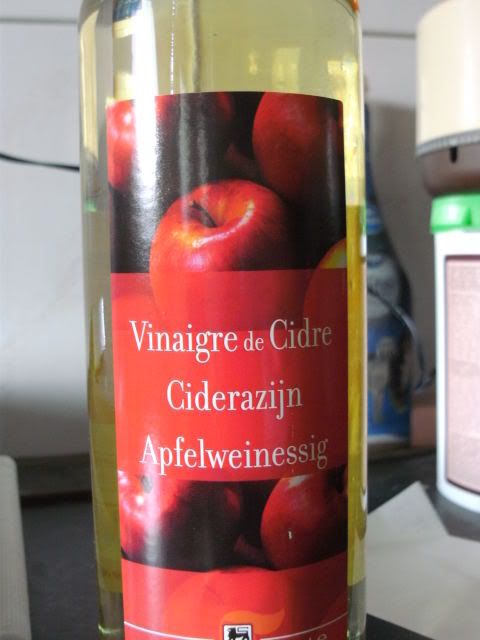 Vinaigre de Cidre
Ciderazijn
Apfelweinessig